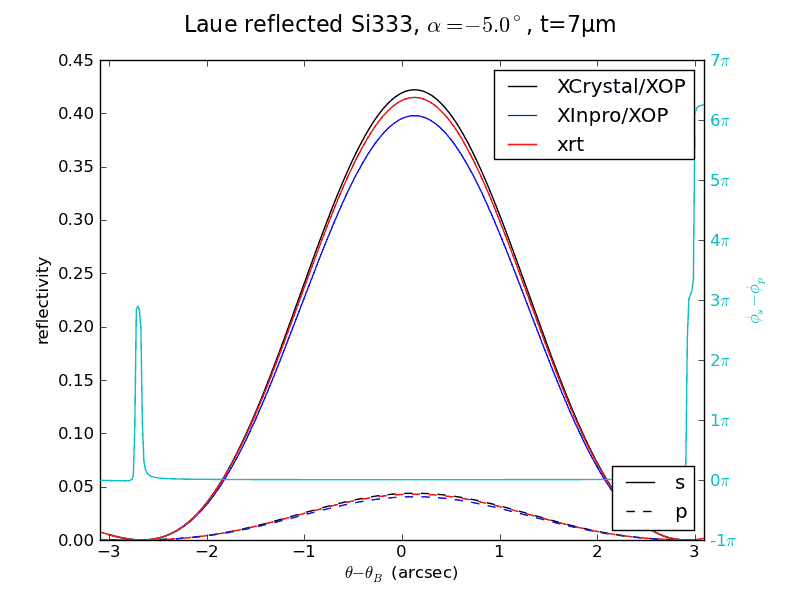 Laue reflected Si333, α=−5.0°, t=7μm
0.45
0.40
0.35
0.30
0.25
0.20
0.15
0.10
0.05
0.00
reflectivity
XCrystal/XOP
XInpro/XOP
xrt
7π
6π
5π
4π
3π
2π
1π
0π
-1π
ϕs−ϕp
s
p
−3 −2 −1 0 1 2 3
θ−θB (arcsec)